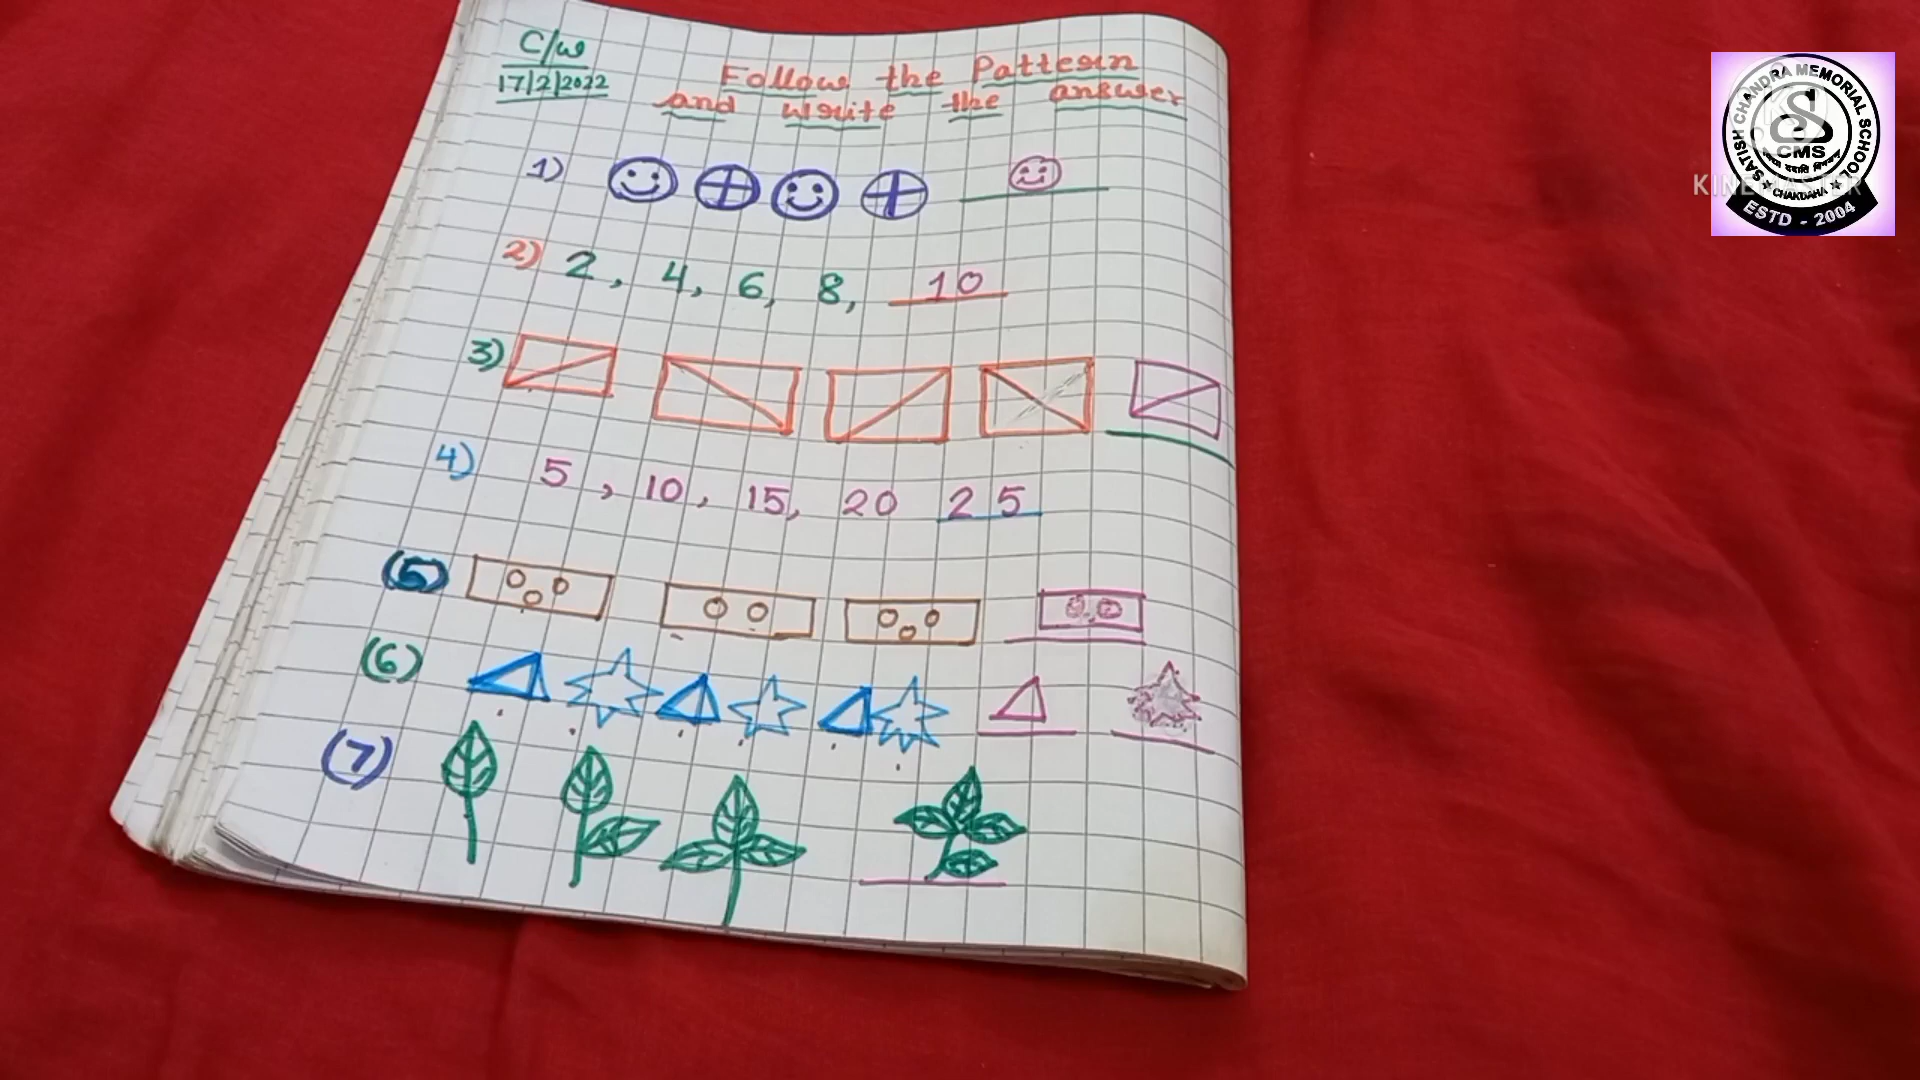 C/W
17/2/2022
Follow the Pattern
and write the answer
1)
2) 2, 4, 6, 8, 10
3)
4) 5, 10, 15, 20 25
(5)
(6)
(7)
SATISH CHANDRA MEMORIAL SCHOOL
CMS
CHAKDAHA
ESTD - 2004
KINEMASTER